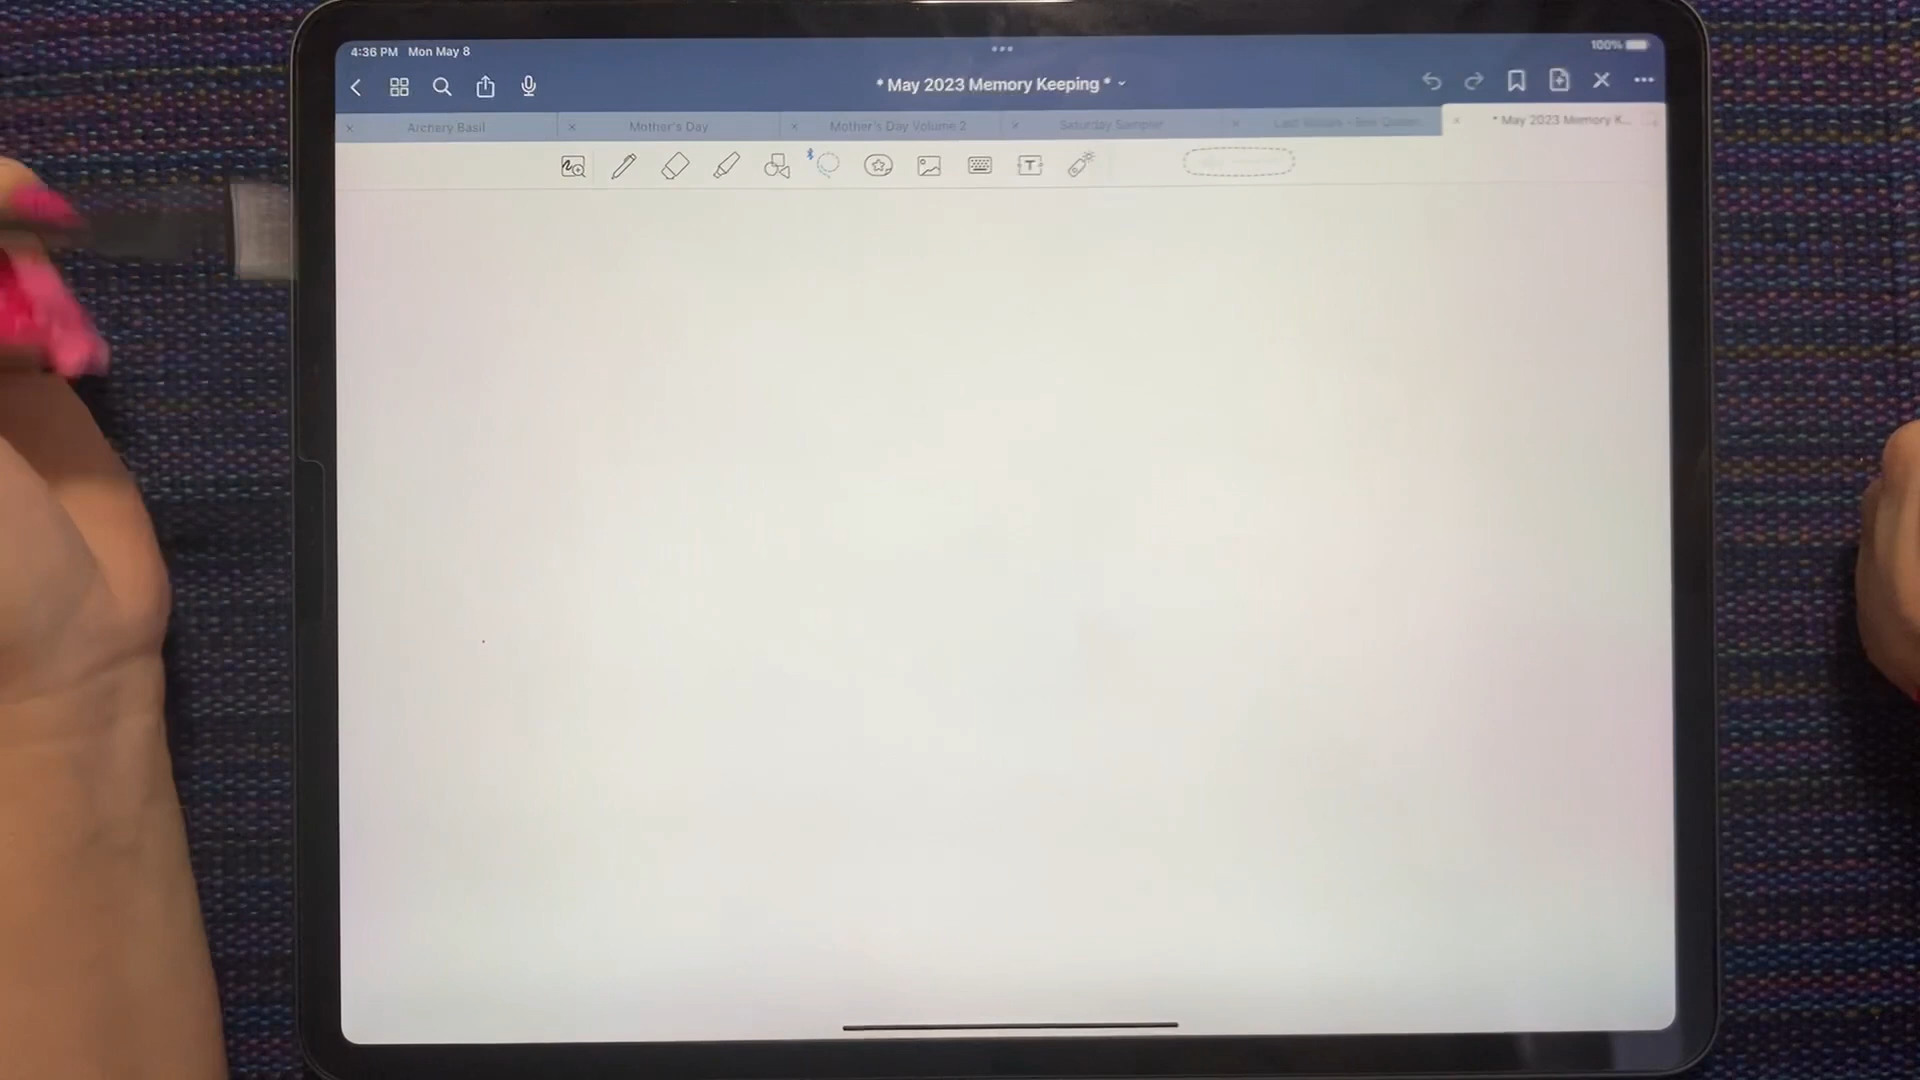 4:36 PM Mon May 8
100%
* May 2023 Memory Keeping *
Archery Basil
Mother's Day
Mother's Day Volume 2
Saturday Sampler
* May 2023 Memory K...
T